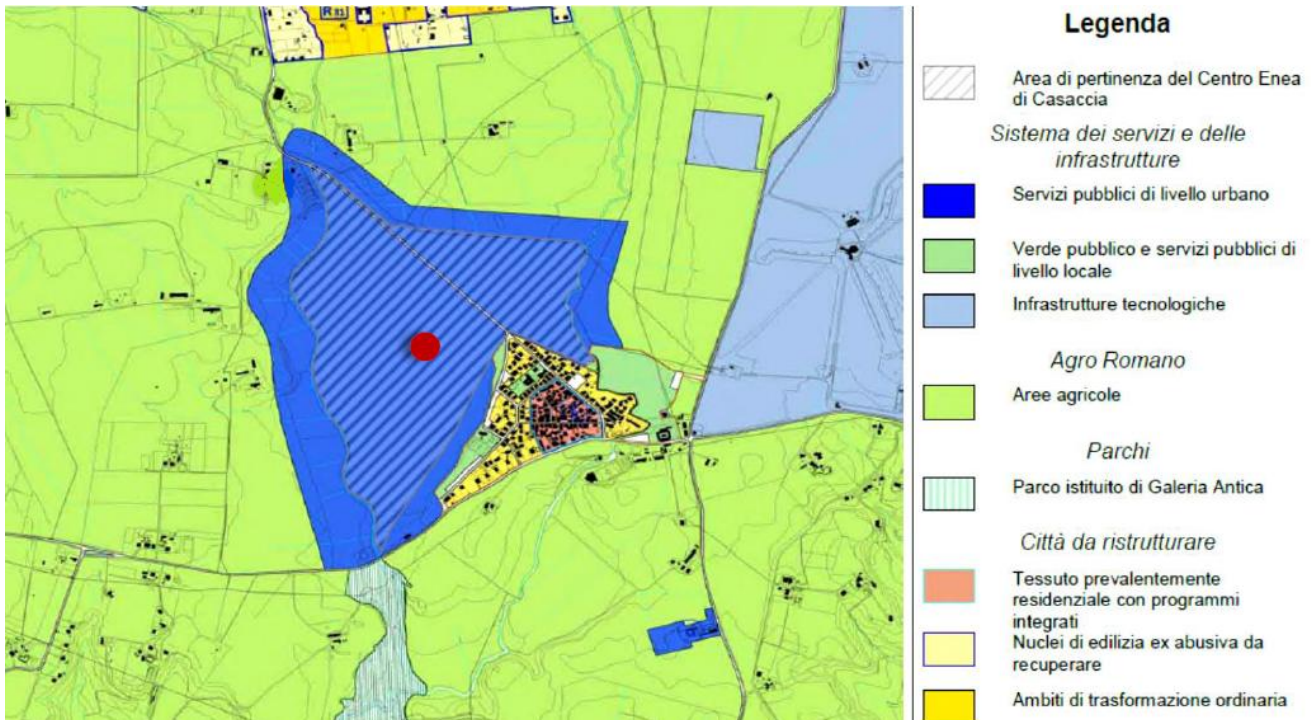 R 85
Legenda
Area di pertinenza del Centro Enea
di Casaccia
Sistema dei servizi e delle
infrastrutture
Servizi pubblici di livello urbano
Verde pubblico e servizi pubblici di
livello locale
Infrastrutture tecnologiche
Agro Romano
Aree agricole
Parchi
Parco istituito di Galeria Antica
Città da ristrutturare
Tessuto prevalentemente
residenziale con programmi
integrati
Nuclei di edilizia ex abusiva da
recuperare
Ambiti di trasformazione ordinaria